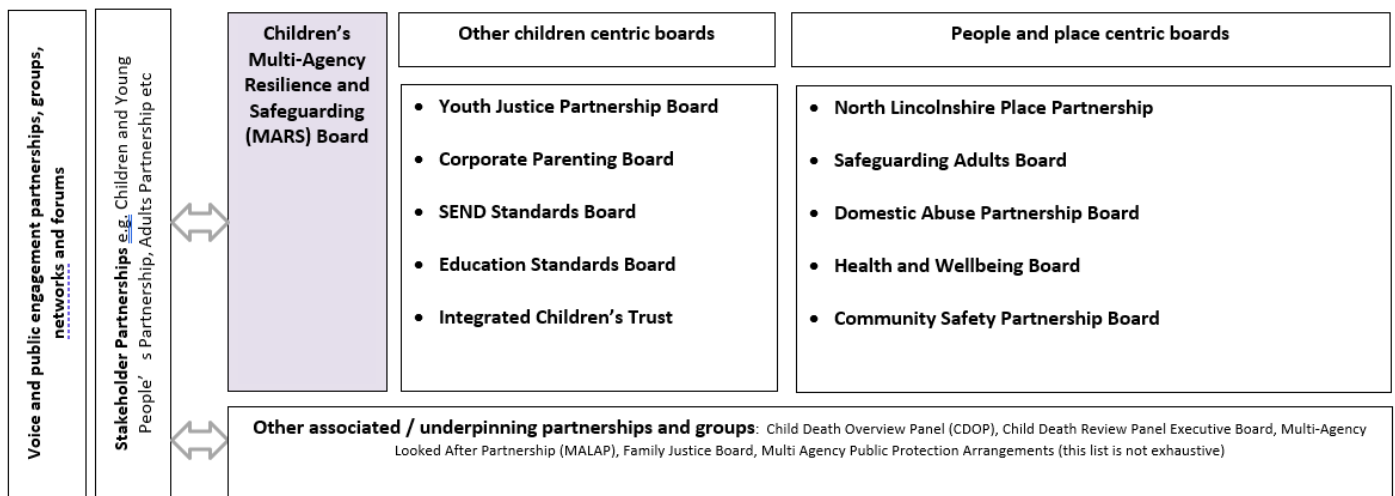 Voice and public engagement partnerships, groups,
networks and forums
Stakeholder Partnerships e.g. Children and Young
People' s Partnership, Adults Partnership etc
Children's
Multi-Agency
Resilience and
Safeguarding
(MARS) Board
Other children centric boards
• Youth Justice Partnership Board
• Corporate Parenting Board
• SEND Standards Board
• Education Standards Board
• Integrated Children's Trust
People and place centric boards
• North Lincolnshire Place Partnership
• Safeguarding Adults Board
• Domestic Abuse Partnership Board
• Health and Wellbeing Board
• Community Safety Partnership Board
Other associated / underpinning partnerships and groups: Child Death Overview Panel (CDOP), Child Death Review Panel Executive Board, Multi-Agency
Looked After Partnership (MALAP), Family Justice Board, Multi Agency Public Protection Arrangements (this list is not exhaustive)